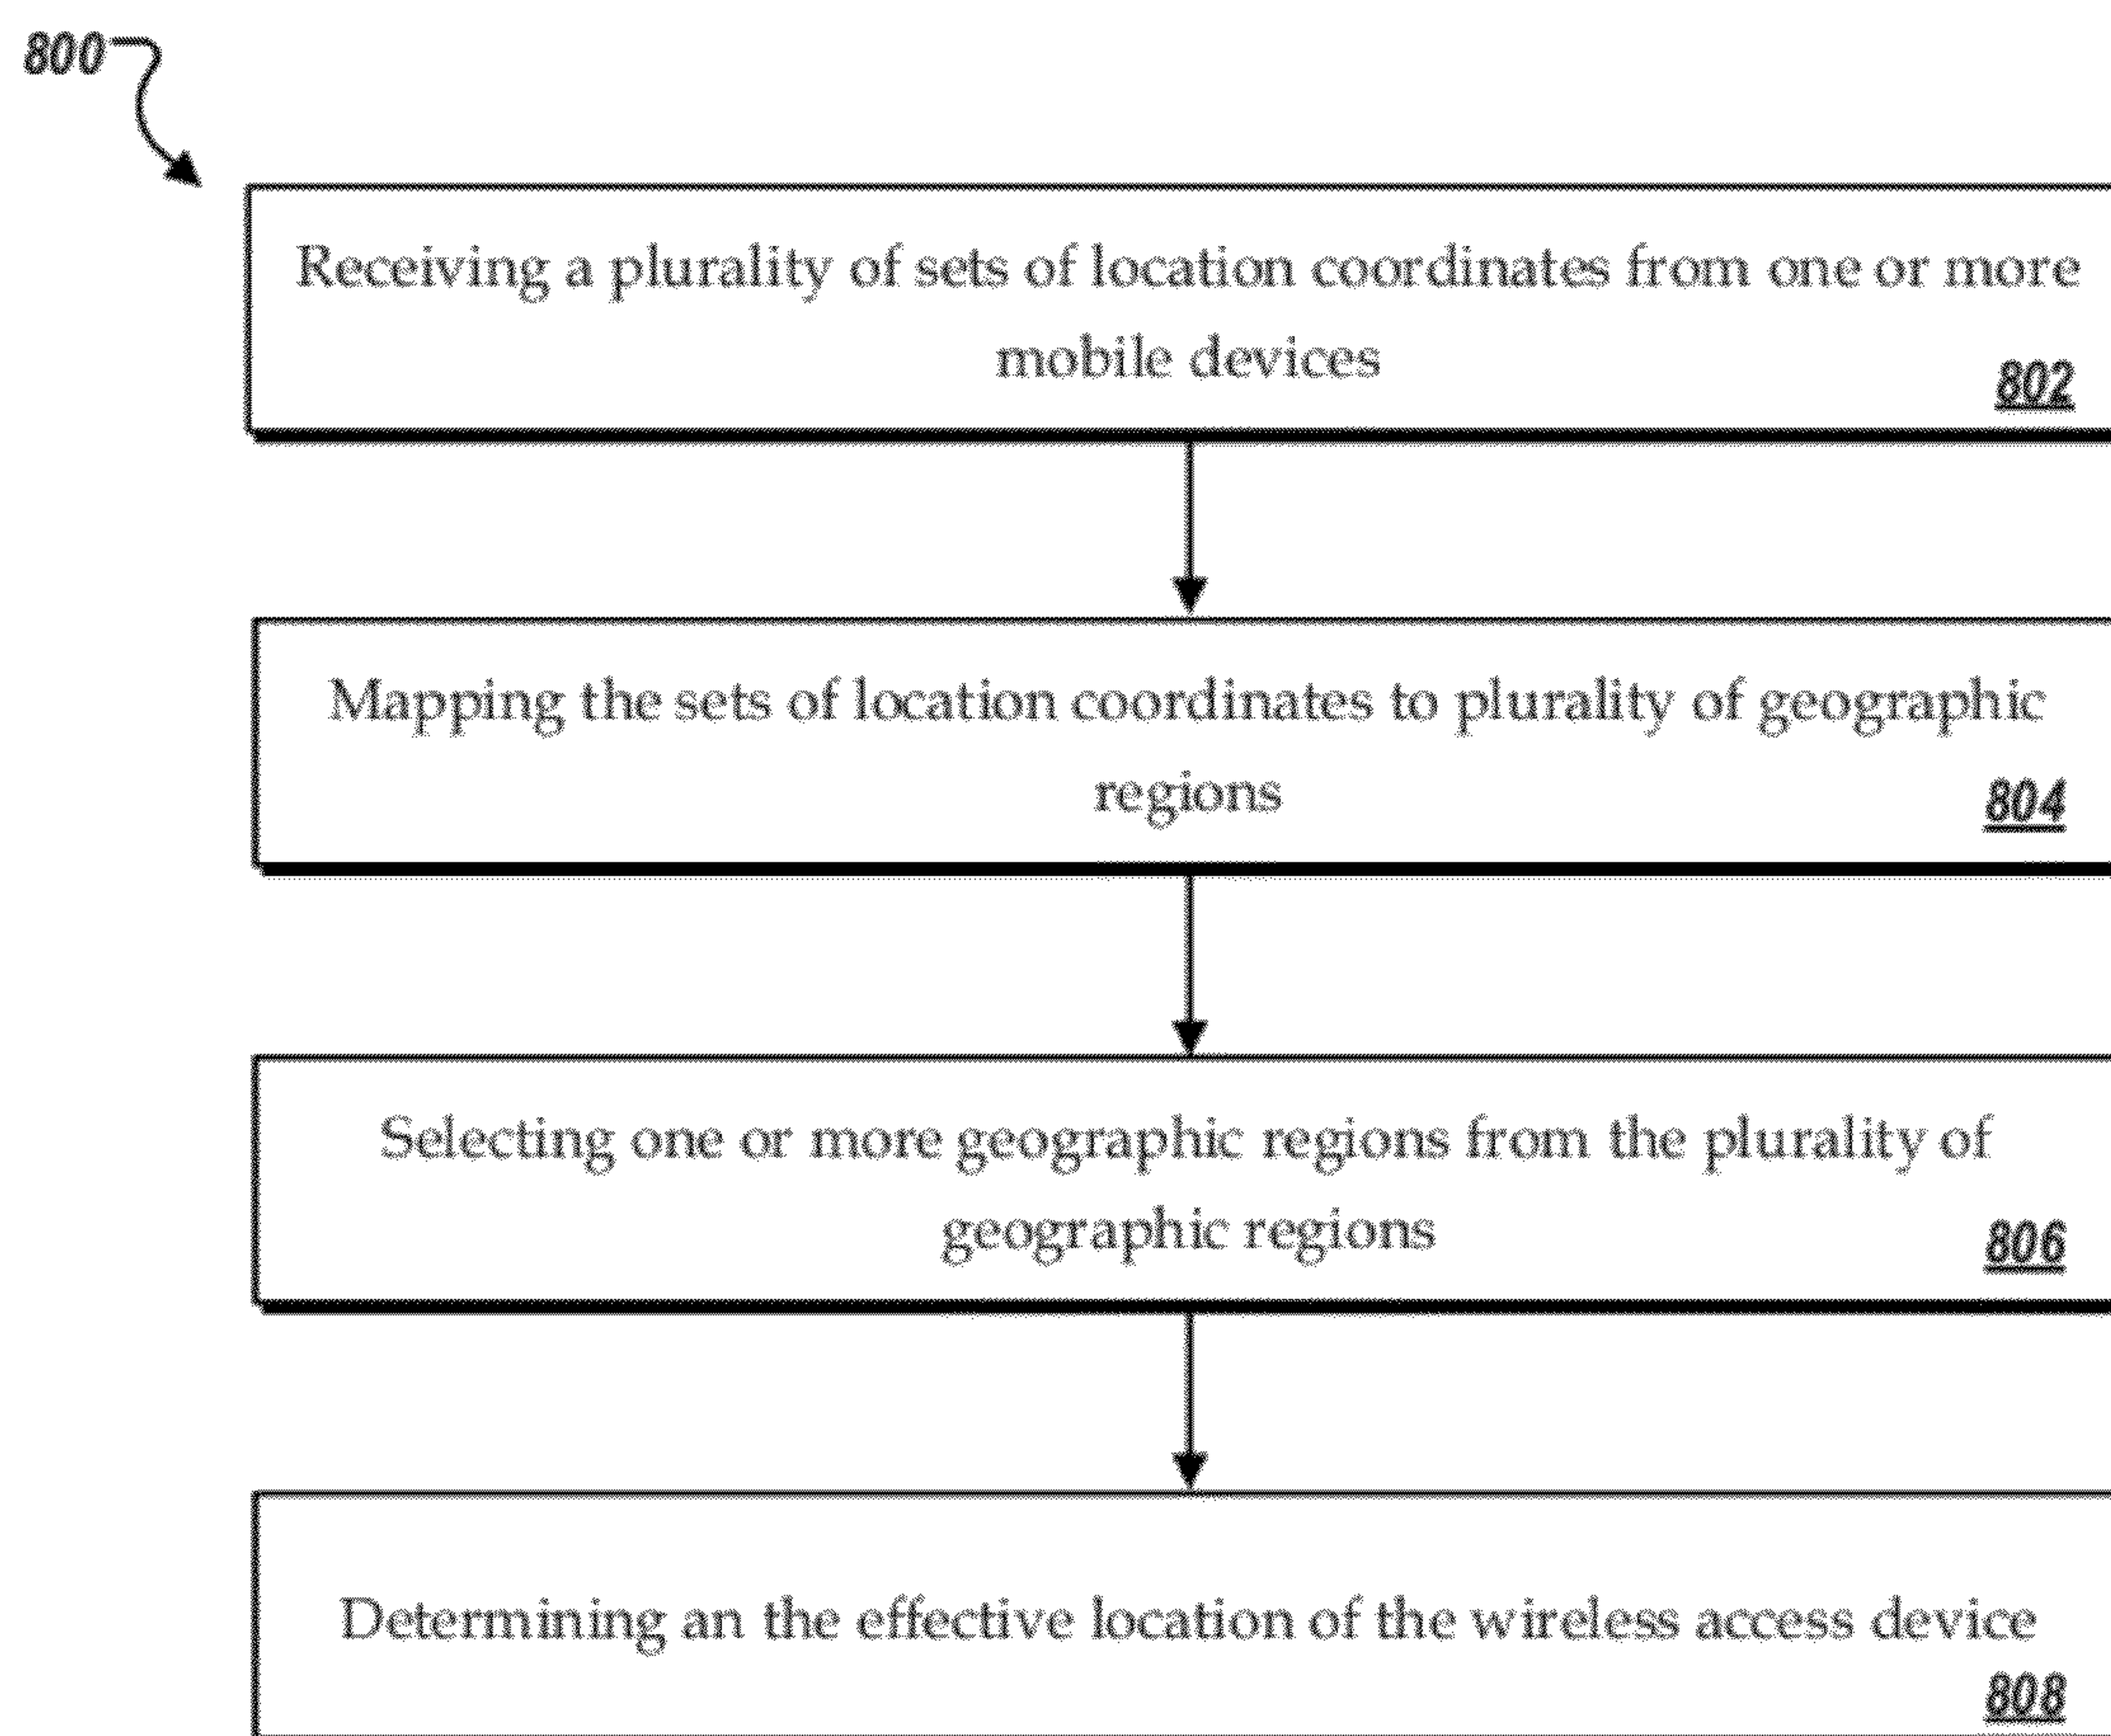 800
Receiving a plurality of sets of location coordinates from one or more
mobile devices
802
Mapping the sets of location coordinates to plurality of geographic
regions
804
Selecting one or more geographic regions from the plurality of
geographic regions
806
Determining an the effective location of the wireless access device
808